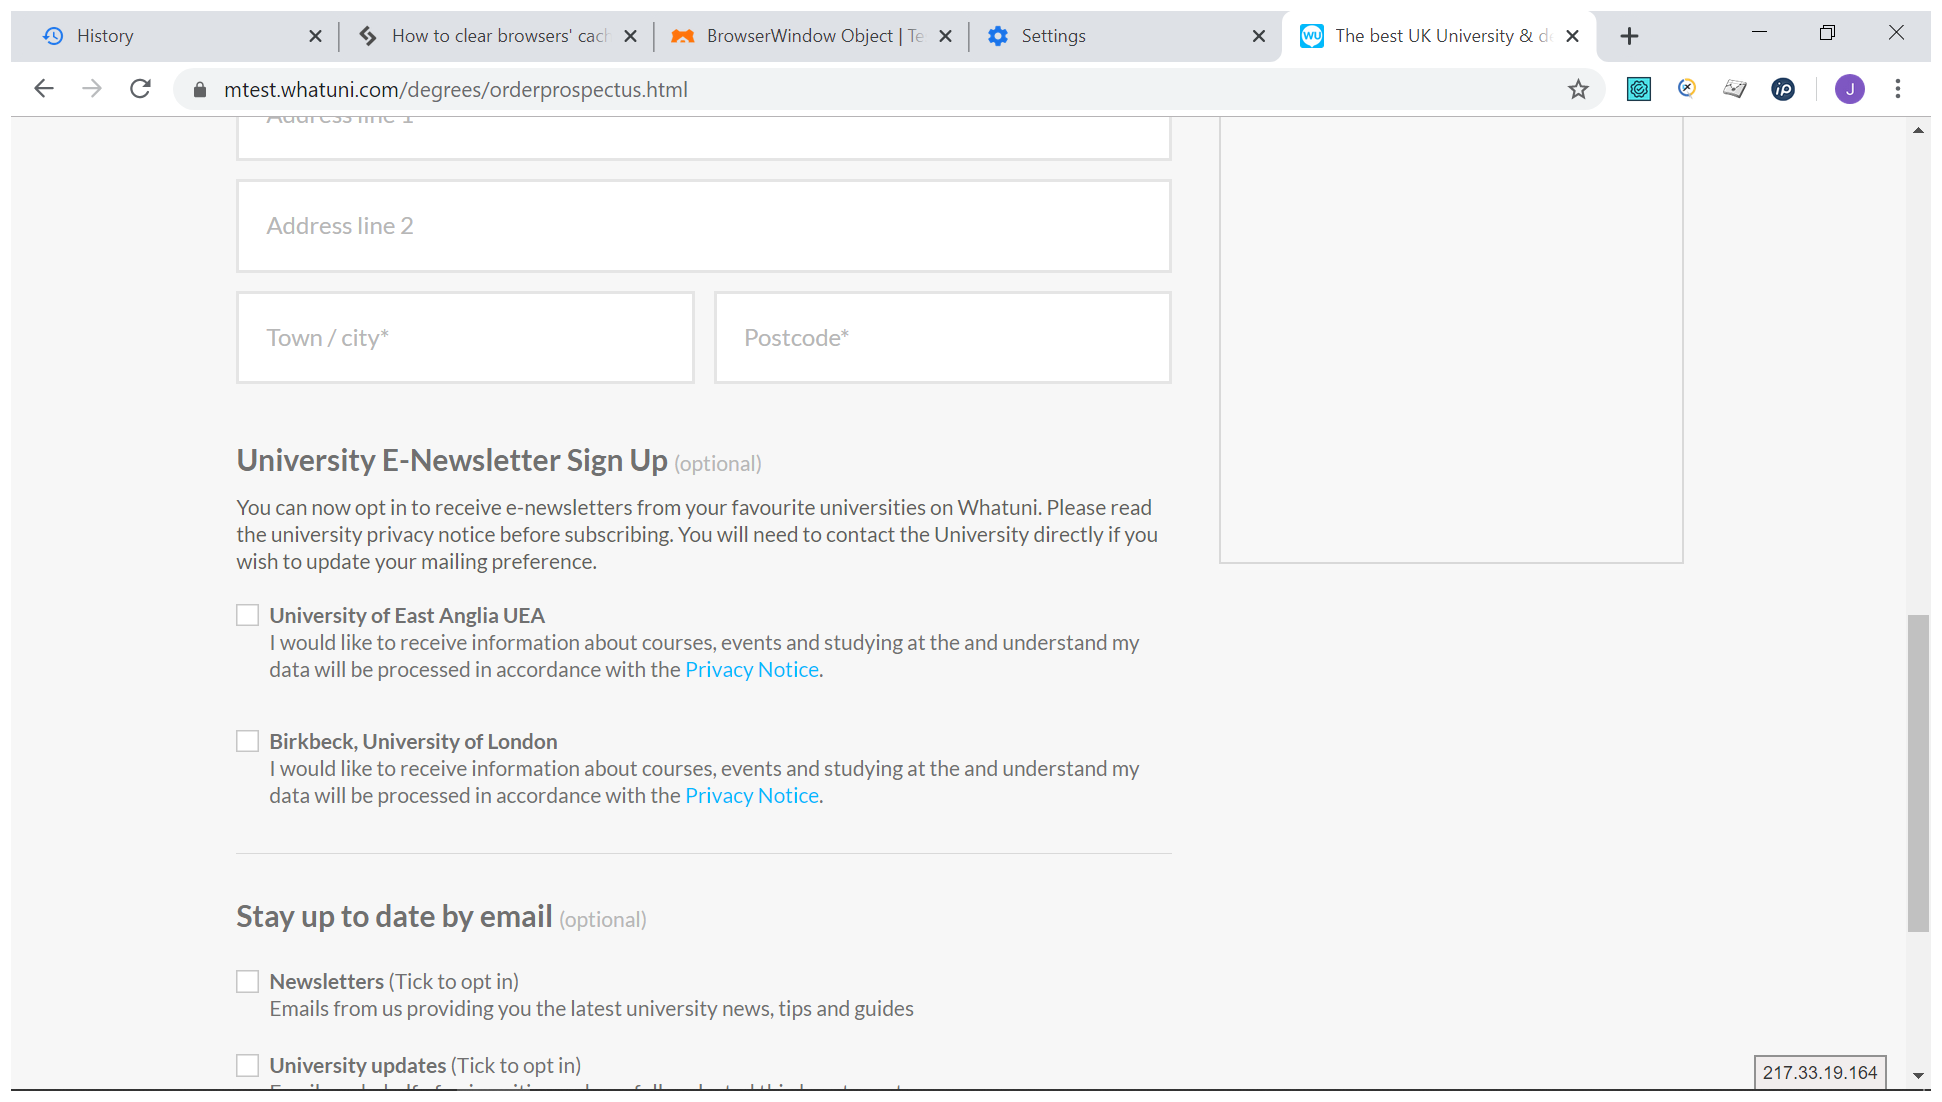 History
How to clear browsers' cac
BrowserWindow Object | Te
Settings
The best UK University & d
mtest.whatuni.com/degrees/orderprospectus.html
J
Address line 1
Address line 2
Town / city*
Postcode*
University E-Newsletter Sign Up (optional)
You can now opt in to receive e-newsletters from your favourite universities on Whatuni. Please read
the university privacy notice before subscribing. You will need to contact the University directly if you
wish to update your mailing preference.
University of East Anglia UEA
I would like to receive information about courses, events and studying at the and understand my
data will be processed in accordance with the Privacy Notice.
Birkbeck, University of London
I would like to receive information about courses, events and studying at the and understand my
data will be processed in accordance with the Privacy Notice.
Stay up to date by email (optional)
Newsletters (Tick to opt in)
Emails from us providing you the latest university news, tips and guides
University updates (Tick to opt in)
217.33.19.164